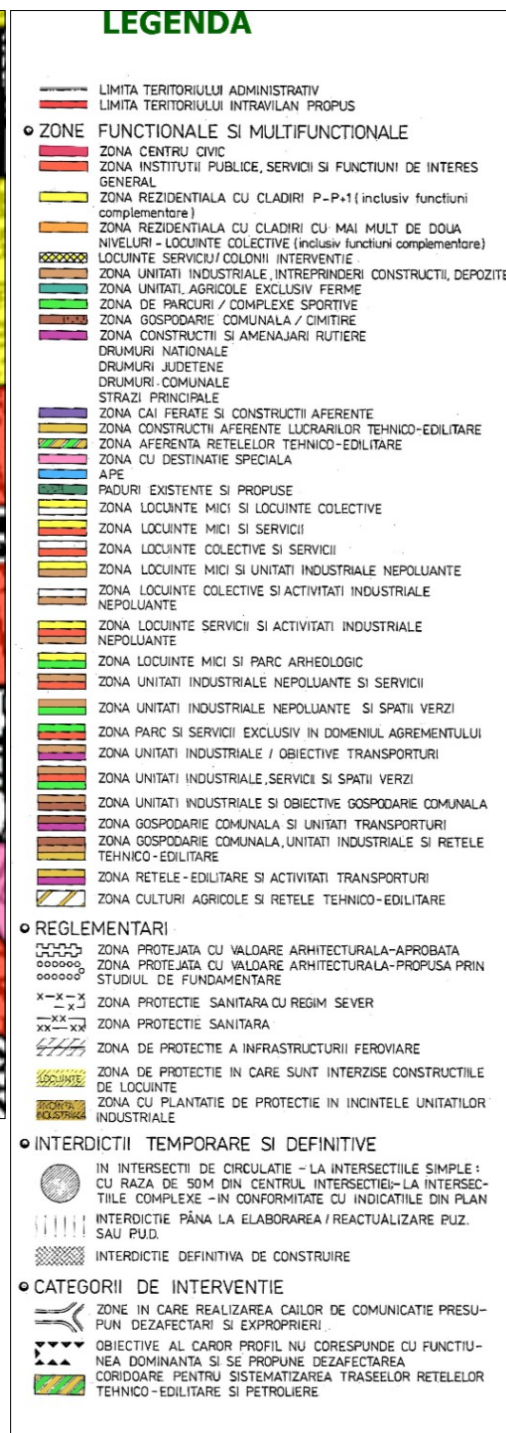 LEGENDA
LIMITA TERITORIULUI ADMINISTRATIV
LIMITA TERITORIULUI INTRAVILAN PROPUS
ZONE FUNCTIONALE SI MULTIFUNCTIONALE
ZONA CENTRU CIVIC
ZONA INSTITUTII PUBLICE, SERVICII SI FUNCTIUNI DE INTERES
GENERAL
ZONA REZIDENTIALA CU CLADIRI P-P+1 (inclusiv functiuni
complementare)
ZONA REZIDENTIALA CU CLADIRI CU MAI MULT DE DOUA
NIVELURI - LOCUINTE COLECTIVE (inclusiv functiuni complementare)
LOCUINTE SERVICIU/ COLONII INTERVENTIE
ZONA UNITATI INDUSTRIALE, INTREPRINDERI CONSTRUCTII, DEPOZITE
ZONA UNITATI AGRICOLE EXCLUSIV FERME
ZONA DE PARCURI / COMPLEXE SPORTIVE
ZONA GOSPODARIE COMUNALA / CIMITIRE
ZONA CONSTRUCTII SI AMENAJARI RUTIERE
DRUMURI NATIONALE
DRUMURI JUDETENE
DRUMURI COMUNALE
STRAZI PRINCIPALE
ZONA CAI FERATE SI CONSTRUCTII AFERENTE
ZONA CONSTRUCTII AFERENTE LUCRARILOR TEHNICO-EDILITARE
ZONA AFERENTA RETELELOR TEHNICO-EDILITARE
ZONA CU DESTINATIE SPECIALA
APE
PADURI EXISTENTE SI PROPUSE
ZONA LOCUINTE MICI SI LOCUINTE COLECTIVE
ZONA LOCUINTE MICI SI SERVICII
ZONA LOCUINTE COLECTIVE SI SERVICII
ZONA LOCUINTE MICI SI UNITATI INDUSTRIALE NEPOLUANTE
ZONA LOCUINTE COLECTIVE SI ACTIVITATI INDUSTRIALE
NEPOLUANTE
ZONA LOCUINTE SERVICII SI ACTIVITATI INDUSTRIALE
NEPOLUANTE
ZONA LOCUINTE MICI SI PARC ARHEOLOGIC
ZONA UNITATI INDUSTRIALE NEPOLUANTE SI SERVICII
ZONA UNITATI INDUSTRIALE NEPOLUANTE SI SPATII VERZI
ZONA PARC SI SERVICII EXCLUSIV IN DOMENIUL AGREMENTULUI
ZONA UNITATI INDUSTRIALE / OBIECTIVE TRANSPORTURI
ZONA UNITATI INDUSTRIALE, SERVICII SI SPATII VERZI
ZONA UNITATI INDUSTRIALE SI OBIECTIVE GOSPODARIE COMUNALA
ZONA GOSPODARIE COMUNALA SI UNITATI TRANSPORTURI
ZONA GOSPODARIE COMUNALA, UNITATI INDUSTRIALE SI RETELE
TEHNICO-EDILITARE
ZONA RETELE-EDILITARE SI ACTIVITATI TRANSPORTURI
ZONA CULTURI AGRICOLE SI RETELE TEHNICO-EDILITARE
REGLEMENTARI
ZONA PROTEJATA CU VALOARE ARHITECTURALA-APROBATA
ZONA PROTEJATA CU VALOARE ARHITECTURALA-PROPUSA PRIN
STUDIUL DE FUNDAMENTARE
ZONA PROTECTIE SANITARA CU REGIM SEVER
ZONA PROTECTIE SANITARA
ZONA DE PROTECTIE A INFRASTRUCTURII FEROVIARE
LOCUINTE ZONA DE PROTECTIE IN CARE SUNT INTERZISE CONSTRUCTIILE
DE LOCUINTE
INCINTA INDUSTRIALA ZONA CU PLANTATIE DE PROTECTIE IN INCINTELE UNITATILOR
INDUSTRIALE
INTERDICTII TEMPORARE SI DEFINITIVE
IN INTERSECTII DE CIRCULATIE - LA INTERSECTIILE SIMPLE :
CU RAZA DE 50M DIN CENTRUL INTERSECTIEI;- LA INTERSEC-
TIILE COMPLEXE - IN CONFORMITATE CU INDICATIILE DIN PLAN
INTERDICTIE PÂNA LA ELABORAREA / REACTUALIZARE P.U.Z.
SAU P.U.D.
INTERDICTIE DEFINITIVA DE CONSTRUIRE
CATEGORII DE INTERVENTIE
ZONE IN CARE REALIZAREA CAILOR DE COMUNICATIE PRESU-
PUN DEZAFECTARI SI EXPROPRIERI
OBIECTIVE AL CAROR PROFIL NU CORESPUNDE CU FUNCTIU-
NEA DOMINANTA SI SE PROPUNE DEZAFECTAREA
CORIDOARE PENTRU SISTEMATIZAREA TRASEELOR RETELELOR
TEHNICO-EDILITARE SI PETROLIERE